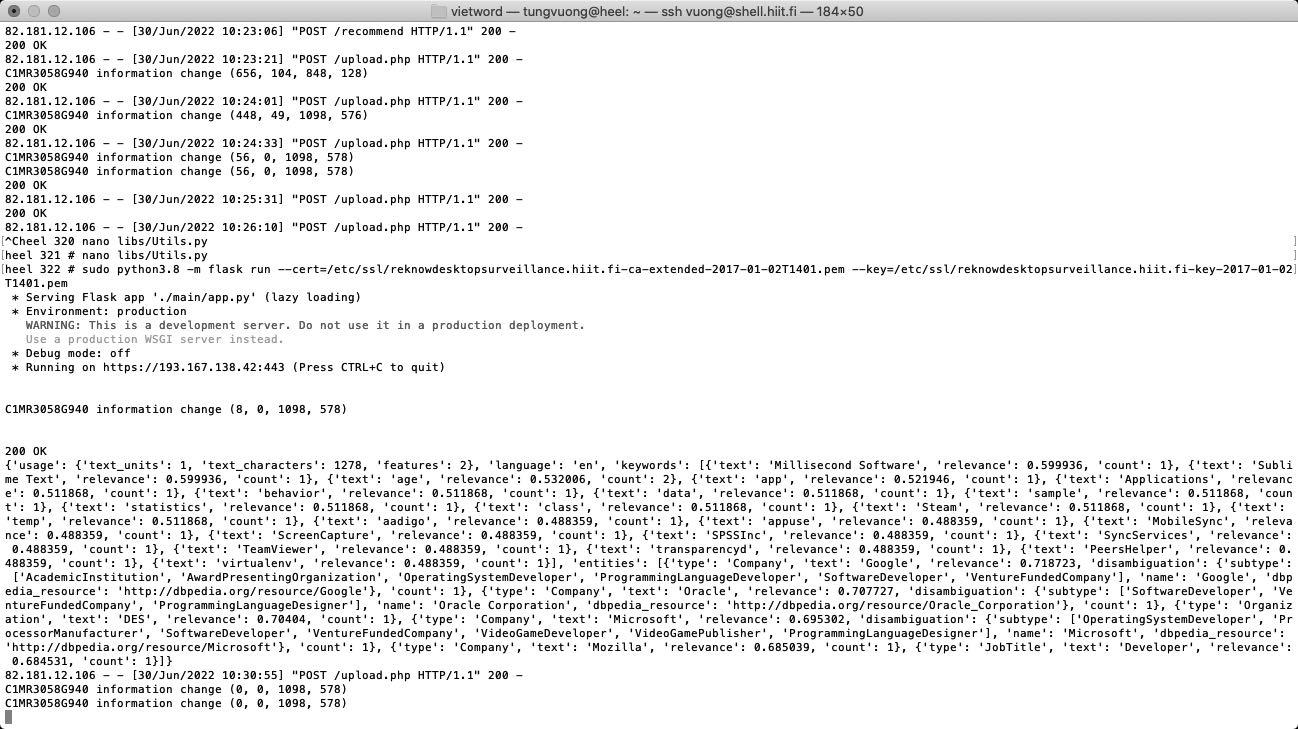 vietword — tungvuong@heel: ~ — ssh vuong@shell.hiit.fi — 184×50
82.181.12.106 - - [30/Jun/2022 10:23:06] "POST /recommend HTTP/1.1" 200 -
200 OK
82.181.12.106 - - [30/Jun/2022 10:23:21] "POST /upload.php HTTP/1.1" 200 -
C1MR3058G940 information change (656, 104, 848, 128)
200 OK
82.181.12.106 - - [30/Jun/2022 10:24:01] "POST /upload.php HTTP/1.1" 200 -
C1MR3058G940 information change (448, 49, 1098, 576)
200 OK
82.181.12.106 - - [30/Jun/2022 10:24:33] "POST /upload.php HTTP/1.1" 200 -
C1MR3058G940 information change (56, 0, 1098, 578)
C1MR3058G940 information change (56, 0, 1098, 578)
200 OK
82.181.12.106 - - [30/Jun/2022 10:25:31] "POST /upload.php HTTP/1.1" 200 -
200 OK
82.181.12.106 - - [30/Jun/2022 10:26:10] "POST /upload.php HTTP/1.1" 200 -
[^Cheel 320 nano libs/Utils.py ]
[heel 321 # nano libs/Utils.py ]
[heel 322 # sudo python3.8 -m flask run --cert=/etc/ssl/reknowdesktopsurveillance.hiit.fi-ca-extended-2017-01-02T1401.pem --key=/etc/ssl/reknowdesktopsurveillance.hiit.fi-key-2017-01-02]
T1401.pem
 * Serving Flask app './main/app.py' (lazy loading)
 * Environment: production
   WARNING: This is a development server. Do not use it in a production deployment.
   Use a production WSGI server instead.
 * Debug mode: off
 * Running on https://193.167.138.42:443 (Press CTRL+C to quit)
C1MR3058G940 information change (8, 0, 1098, 578)
200 OK
{'usage': {'text_units': 1, 'text_characters': 1278, 'features': 2}, 'language': 'en', 'keywords': [{'text': 'Millisecond Software', 'relevance': 0.599936, 'count': 1}, {'text': 'Subli
me Text', 'relevance': 0.599936, 'count': 1}, {'text': 'age', 'relevance': 0.532006, 'count': 2}, {'text': 'app', 'relevance': 0.521946, 'count': 1}, {'text': 'Applications', 'relevanc
e': 0.511868, 'count': 1}, {'text': 'behavior', 'relevance': 0.511868, 'count': 1}, {'text': 'data', 'relevance': 0.511868, 'count': 1}, {'text': 'sample', 'relevance': 0.511868, 'coun
t': 1}, {'text': 'statistics', 'relevance': 0.511868, 'count': 1}, {'text': 'class', 'relevance': 0.511868, 'count': 1}, {'text': 'Steam', 'relevance': 0.511868, 'count': 1}, {'text':
'temp', 'relevance': 0.511868, 'count': 1}, {'text': 'aadigo', 'relevance': 0.488359, 'count': 1}, {'text': 'appuse', 'relevance': 0.488359, 'count': 1}, {'text': 'MobileSync', 'releva
nce': 0.488359, 'count': 1}, {'text': 'ScreenCapture', 'relevance': 0.488359, 'count': 1}, {'text': 'SPSSInc', 'relevance': 0.488359, 'count': 1}, {'text': 'SyncServices', 'relevance':
 0.488359, 'count': 1}, {'text': 'TeamViewer', 'relevance': 0.488359, 'count': 1}, {'text': 'transparencyd', 'relevance': 0.488359, 'count': 1}, {'text': 'PeersHelper', 'relevance': 0.
488359, 'count': 1}, {'text': 'virtualenv', 'relevance': 0.488359, 'count': 1}], 'entities': [{'type': 'Company', 'text': 'Google', 'relevance': 0.718723, 'disambiguation': {'subtype':
 ['AcademicInstitution', 'AwardPresentingOrganization', 'OperatingSystemDeveloper', 'ProgrammingLanguageDeveloper', 'SoftwareDeveloper', 'VentureFundedCompany'], 'name': 'Google', 'dbp
edia_resource': 'http://dbpedia.org/resource/Google'}, 'count': 1}, {'type': 'Company', 'text': 'Oracle', 'relevance': 0.707727, 'disambiguation': {'subtype': ['SoftwareDeveloper', 'Ve
ntureFundedCompany', 'ProgrammingLanguageDesigner'], 'name': 'Oracle Corporation', 'dbpedia_resource': 'http://dbpedia.org/resource/Oracle_Corporation'}, 'count': 1}, {'type': 'Organiz
ation', 'text': 'DES', 'relevance': 0.70404, 'count': 1}, {'type': 'Company', 'text': 'Microsoft', 'relevance': 0.695302, 'disambiguation': {'subtype': ['OperatingSystemDeveloper', 'Pr
ocessorManufacturer', 'SoftwareDeveloper', 'VentureFundedCompany', 'VideoGameDeveloper', 'VideoGamePublisher', 'ProgrammingLanguageDesigner'], 'name': 'Microsoft', 'dbpedia_resource':
'http://dbpedia.org/resource/Microsoft'}, 'count': 1}, {'type': 'Company', 'text': 'Mozilla', 'relevance': 0.685039, 'count': 1}, {'type': 'JobTitle', 'text': 'Developer', 'relevance':
 0.684531, 'count': 1}]}
82.181.12.106 - - [30/Jun/2022 10:30:55] "POST /upload.php HTTP/1.1" 200 -
C1MR3058G940 information change (0, 0, 1098, 578)
C1MR3058G940 information change (0, 0, 1098, 578)